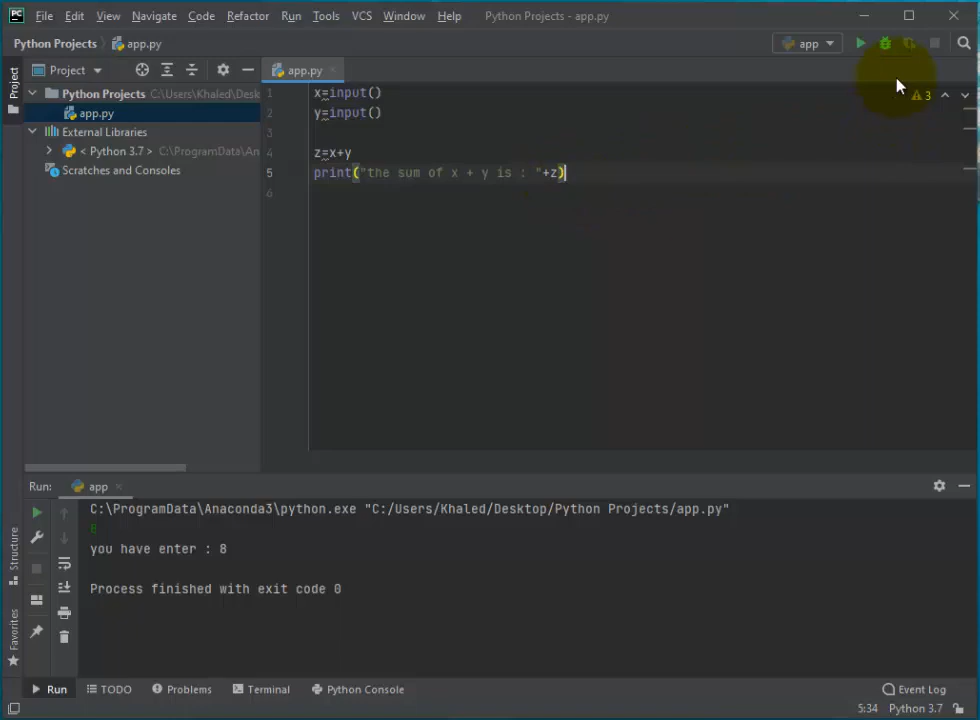 PC File Edit View Navigate Code Refactor Run Tools VCS Window Help Python Projects - app.py
Python Projects app.py app
Project Project app.py
Python Projects C:\Users\Khaled\Desk 1 x=input() 3
app.py 2 y=input()
External Libraries 3
< Python 3.7 > C:\ProgramData\An 4 z=x+y
Scratches and Consoles 5 print("the sum of x + y is : "+z)
6
Run: app
C:\ProgramData\Anaconda3\python.exe "C:/Users/Khaled/Desktop/Python Projects/app.py"
8
you have enter : 8
Process finished with exit code 0
Structure
Favorites
Run TODO Problems Terminal Python Console Event Log
5:34 Python 3.7